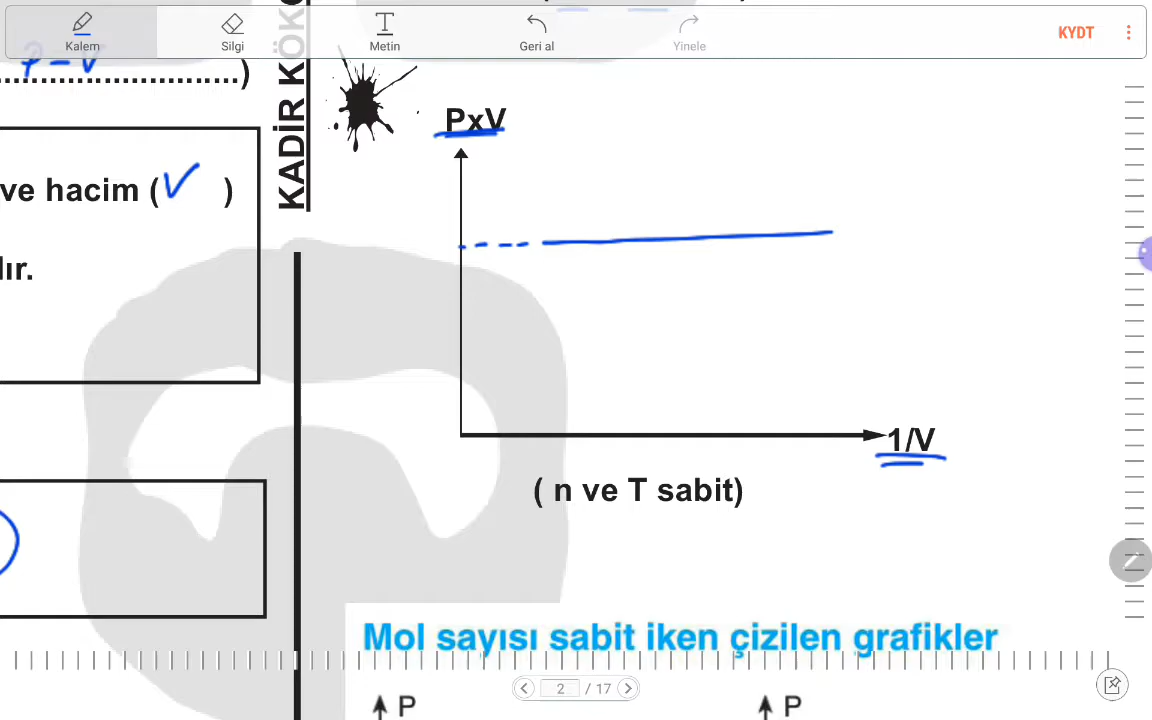 Kalem
Silgi
Metin
Geri al
Yinele
KYDT
P = V
..............................)
ve hacim (✓ )
lır.
KADİR KÖK
PxV
1/V
( n ve T sabit)
Mol sayısı sabit iken çizilen grafikler
2 / 17
P
P